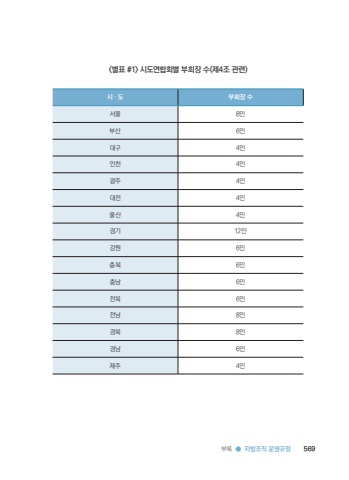 <별표 #1> 시도연합회별 부회장 수(제4조 관련)
시·도 부회장 수
서울 8인
부산 6인
대구 4인
인천 4인
광주 4인
대전 4인
울산 4인
경기 12인
강원 6인
충북 6인
충남 6인
전북 6인
전남 8인
경북 8인
경남 6인
제주 4인
부록 ● 지방조직 운영규정 569